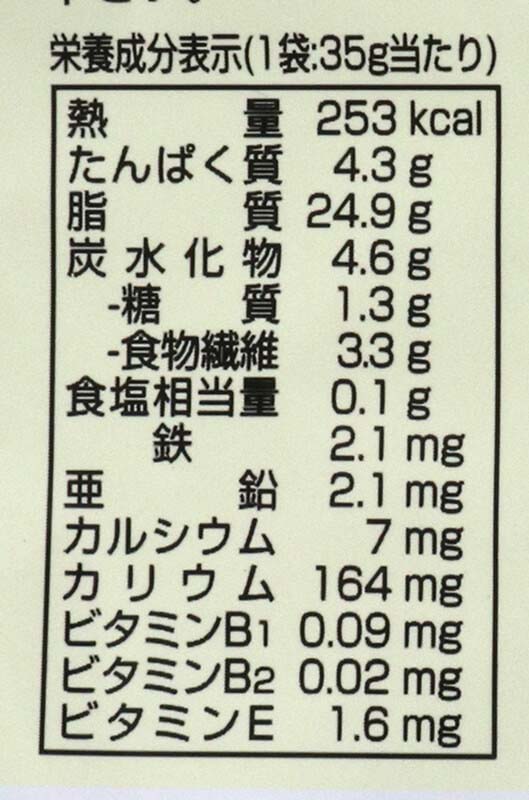 栄養成分表示(1袋:35g当たり)
熱量 253 kcal
たんぱく質 4.3 g
脂質 24.9 g
炭水化物 4.6 g
-糖質 1.3 g
-食物繊維 3.3 g
食塩相当量 0.1 g
鉄 2.1 mg
亜鉛 2.1 mg
カルシウム 7 mg
カリウム 164 mg
ビタミンB1 0.09 mg
ビタミンB2 0.02 mg
ビタミンE 1.6 mg